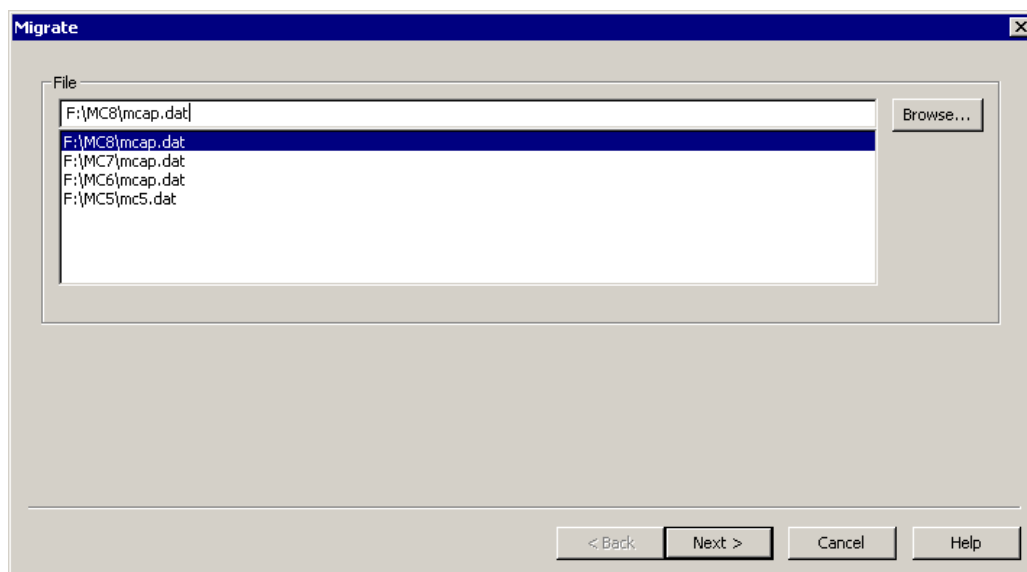 Migrate
File
F:\MC8\mcap.dat
Browse...
F:\MC8\mcap.dat
F:\MC7\mcap.dat
F:\MC6\mcap.dat
F:\MC5\mc5.dat
< Back
Next >
Cancel
Help